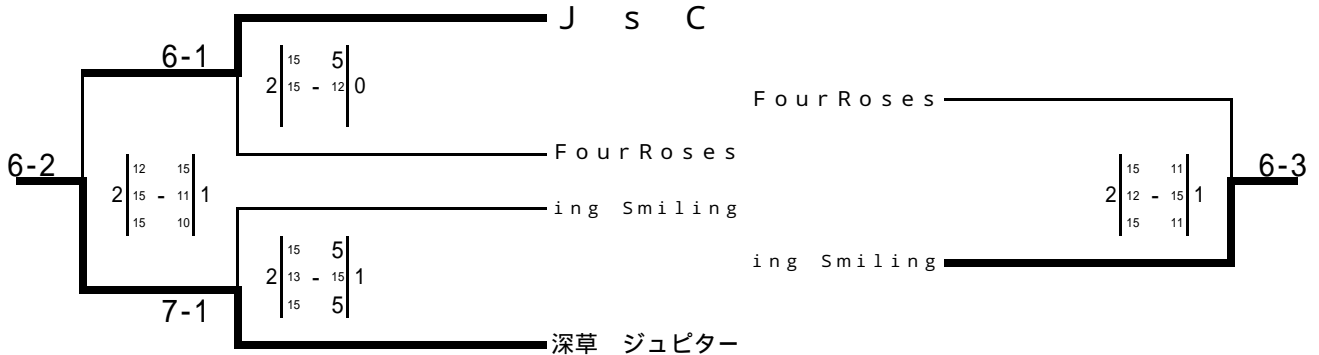 J s C
6-1
15 5
2 15 - 12 0
FourRoses
6-2
12 15
2 15 - 11 1
15 10
ing Smiling
15 5
2 13 - 15 1
15 5
7-1
深草 ジュピター
FourRoses
15 11
2 12 - 15 1
15 11
6-3
ing Smiling